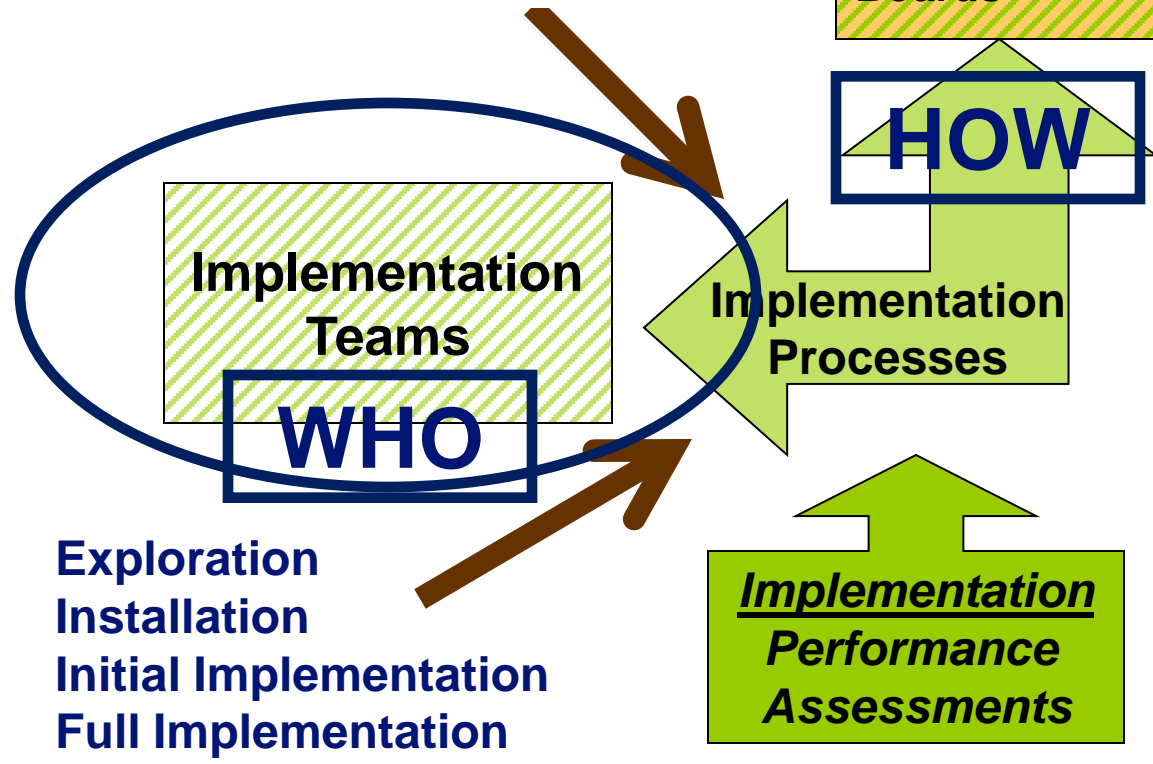 HOW
Implementation
Teams
WHO
Implementation
Processes
Exploration
Installation
Initial Implementation
Full Implementation
Implementation
Performance
Assessments